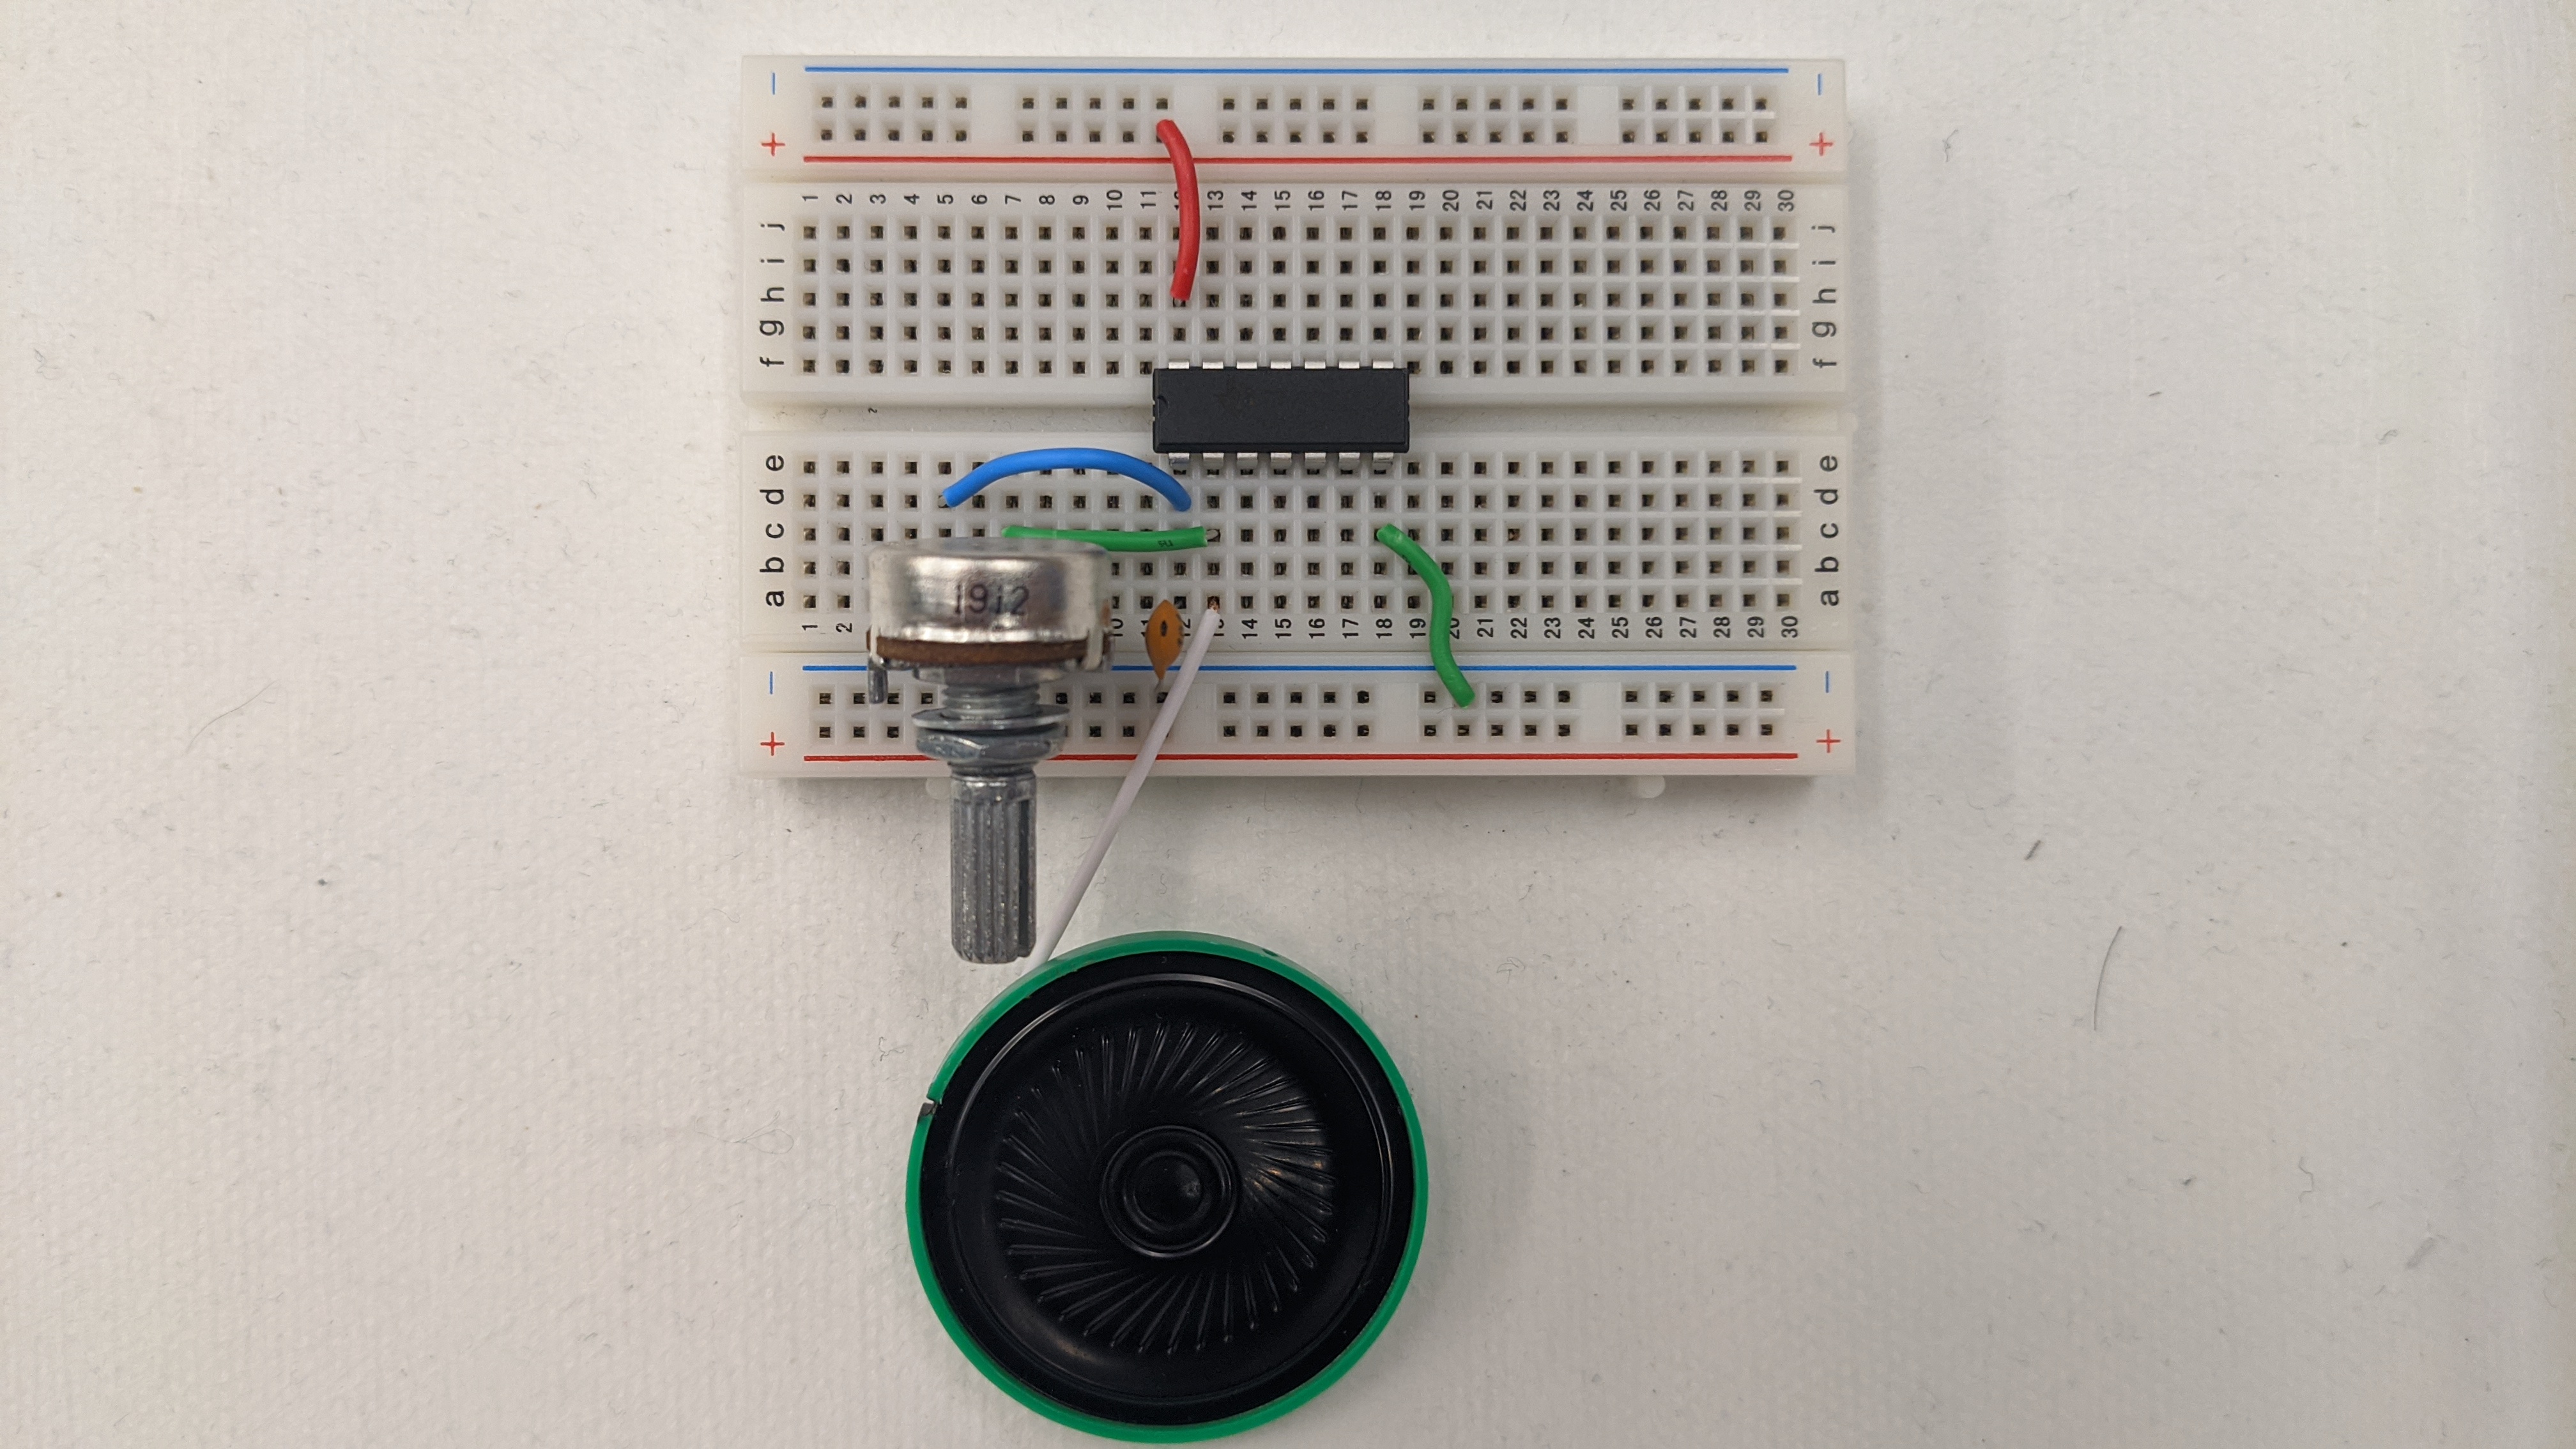 − −
+ +
1 2 3 4 5 6 7 8 9 10 11 13 14 15 16 17 18 19 20 21 22 23 24 25 26 27 28 29 30
j j
i i
h h
g g
f f
e e
d d
c c
b b
a a
1912
1 2 14 15 16 17 18 19 21 22 23 24 25 26 27 28 29 30
− −
+ +